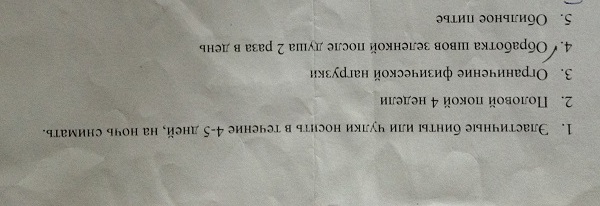 1. Эластичные бинты или чулки носить в течение 4-5 дней, на ночь снимать.
2. Половой покой 4 недели
3. Ограничение физической нагрузки
4. Обработка швов зеленкой после душа 2 раза в день
5. Обильное питье